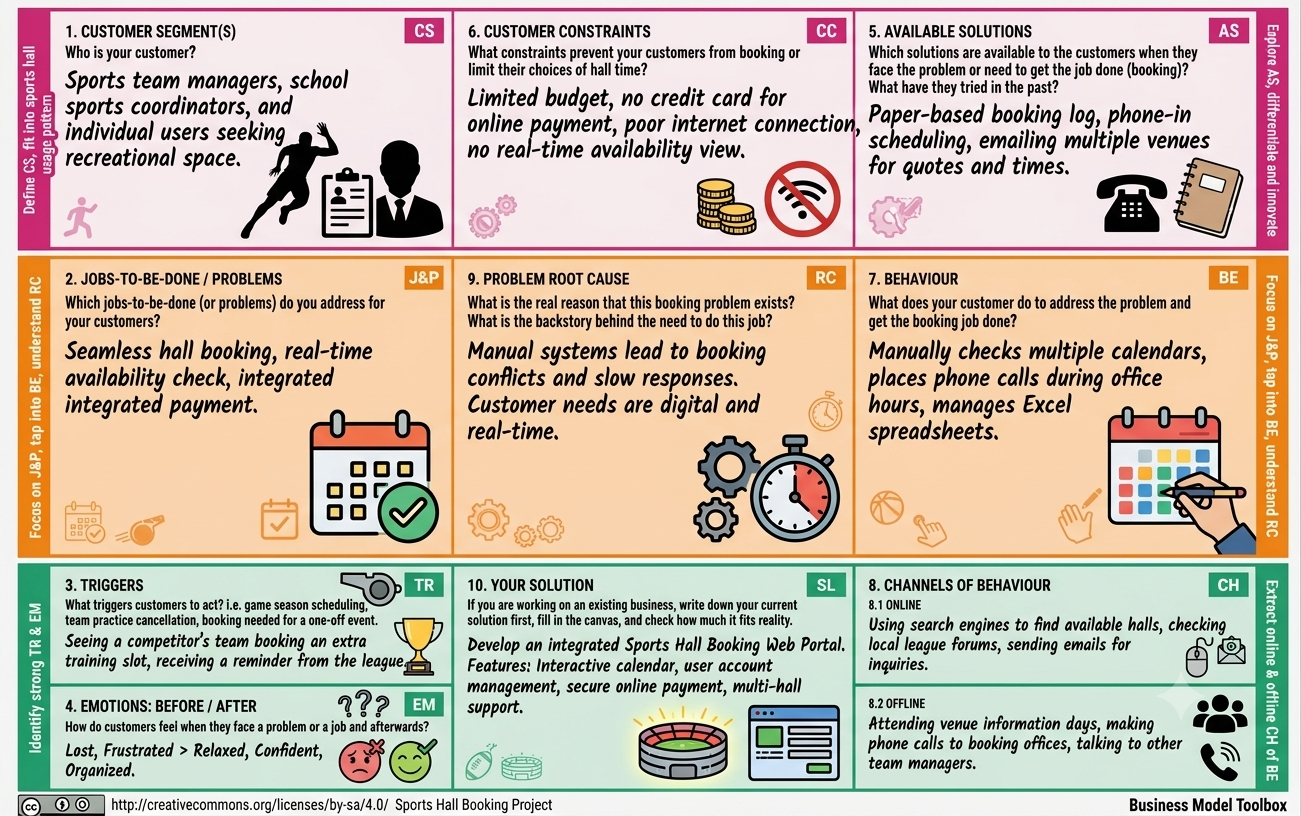 Define CS, fit into sports hall
usage pattern
1. CUSTOMER SEGMENT(S)
CS
Who is your customer?
Sports team managers, school
sports coordinators, and
individual users seeking
recreational space.
6. CUSTOMER CONSTRAINTS
CC
What constraints prevent your customers from booking or
limit their choices of hall time?
Limited budget, no credit card for
online payment, poor internet connection,
no real-time availability view.
5. AVAILABLE SOLUTIONS
AS
Which solutions are available to the customers when they
face the problem or need to get the job done (booking)?
What have they tried in the past?
Paper-based booking log, phone-in
scheduling, emailing multiple venues
for quotes and times.
Explore AS, differentiate and innovate
Focus on J&P, tap into BE, understand RC
2. JOBS-TO-BE-DONE / PROBLEMS
J&P
Which jobs-to-be-done (or problems) do you address for
your customers?
Seamless hall booking, real-time
availability check, integrated
integrated payment.
9. PROBLEM ROOT CAUSE
RC
What is the real reason that this booking problem exists?
What is the backstory behind the need to do this job?
Manual systems lead to booking
conflicts and slow responses.
Customer needs are digital and
real-time.
7. BEHAVIOUR
BE
What does your customer do to address the problem and
get the booking job done?
Manually checks multiple calendars,
places phone calls during office
hours, manages Excel
spreadsheets.
Focus on J&P, tap into BE, understand RC
Identify strong TR & EM
3. TRIGGERS
TR
What triggers customers to act? i.e. game season scheduling,
team practice cancellation, booking needed for a one-off event.
Seeing a competitor's team booking an extra
training slot, receiving a reminder from the league.
4. EMOTIONS: BEFORE / AFTER
???
EM
How do customers feel when they face a problem or a job and afterwards?
Lost, Frustrated > Relaxed, Confident,
Organized.
10. YOUR SOLUTION
SL
If you are working on an existing business, write down your current
solution first, fill in the canvas, and check how much it fits reality.
Develop an integrated Sports Hall Booking Web Portal.
Features: Interactive calendar, user account
management, secure online payment, multi-hall
support.
8. CHANNELS OF BEHAVIOUR
CH
8.1 ONLINE
Using search engines to find available halls, checking
local league forums, sending emails for
inquiries.
8.2 OFFLINE
Attending venue information days, making
phone calls to booking offices, talking to other
team managers.
Extract online & offline CH of BE
cc http://creativecommons.org/licenses/by-sa/4.0/ Sports Hall Booking Project
Business Model Toolbox